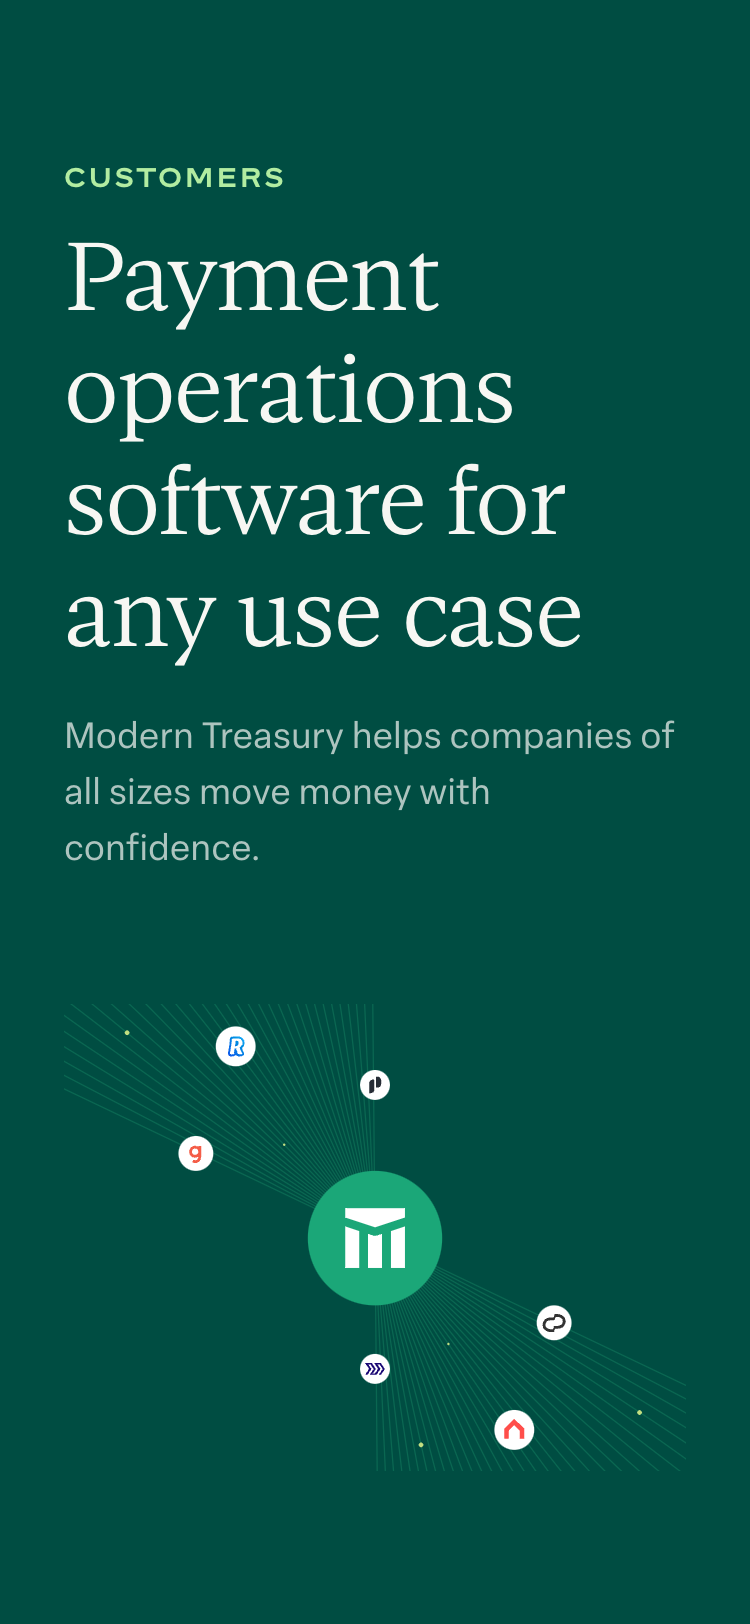 CUSTOMERS
Payment
operations
software for
any use case
Modern Treasury helps companies of
all sizes move money with
confidence.
R
g